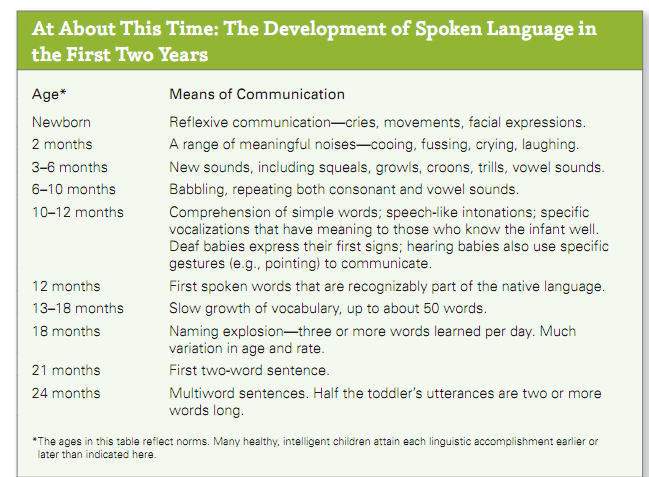 At About This Time: The Development of Spoken Language in
the First Two Years
Age* Means of Communication
Newborn Reflexive communication—cries, movements, facial expressions.
2 months A range of meaningful noises—cooing, fussing, crying, laughing.
3–6 months New sounds, including squeals, growls, croons, trills, vowel sounds.
6–10 months Babbling, repeating both consonant and vowel sounds.
10–12 months Comprehension of simple words; speech-like intonations; specific
vocalizations that have meaning to those who know the infant well.
Deaf babies express their first signs; hearing babies also use specific
gestures (e.g., pointing) to communicate.
12 months First spoken words that are recognizably part of the native language.
13–18 months Slow growth of vocabulary, up to about 50 words.
18 months Naming explosion—three or more words learned per day. Much
variation in age and rate.
21 months First two-word sentence.
24 months Multiword sentences. Half the toddler's utterances are two or more
words long.
*The ages in this table reflect norms. Many healthy, intelligent children attain each linguistic accomplishment earlier or
later than indicated here.